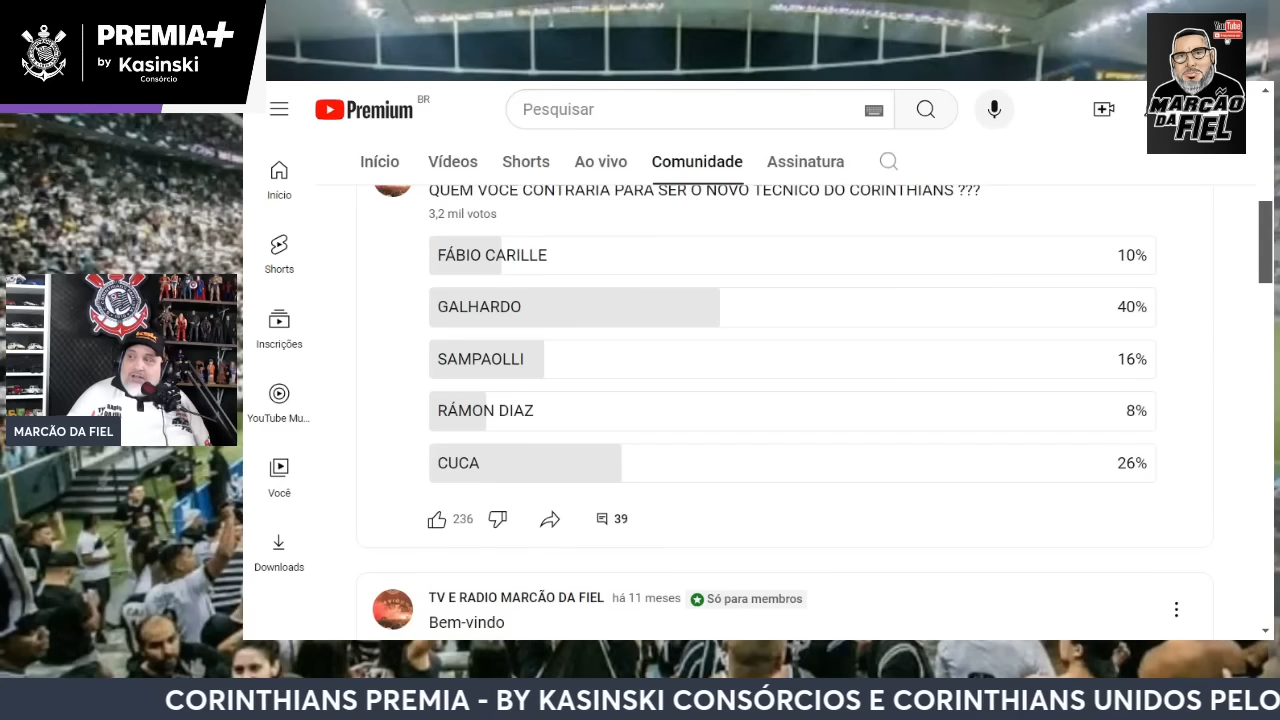 PREMIA+
by Kasinski
Consórcio
YouTube
MARCÃO
DA FIEL
Premium
BR
Pesquisar
Início
Vídeos
Shorts
Ao vivo
Comunidade
Assinatura
Início
Shorts
Inscrições
YouTube Mu...
Você
Downloads
QUEM VOCÊ CONTRARIA PARA SER O NOVO TÉCNICO DO CORINTHIANS ???
3,2 mil votos
FÁBIO CARILLE 10%
GALHARDO 40%
SAMPAOLLI 16%
RÁMON DIAZ 8%
CUCA 26%
236
39
TV E RADIO MARCÃO DA FIEL há 11 meses Só para membros
Bem-vindo
MARCÃO DA FIEL
CORINTHIANS PREMIA - BY KASINSKI CONSÓRCIOS E CORINTHIANS UNIDOS PELO